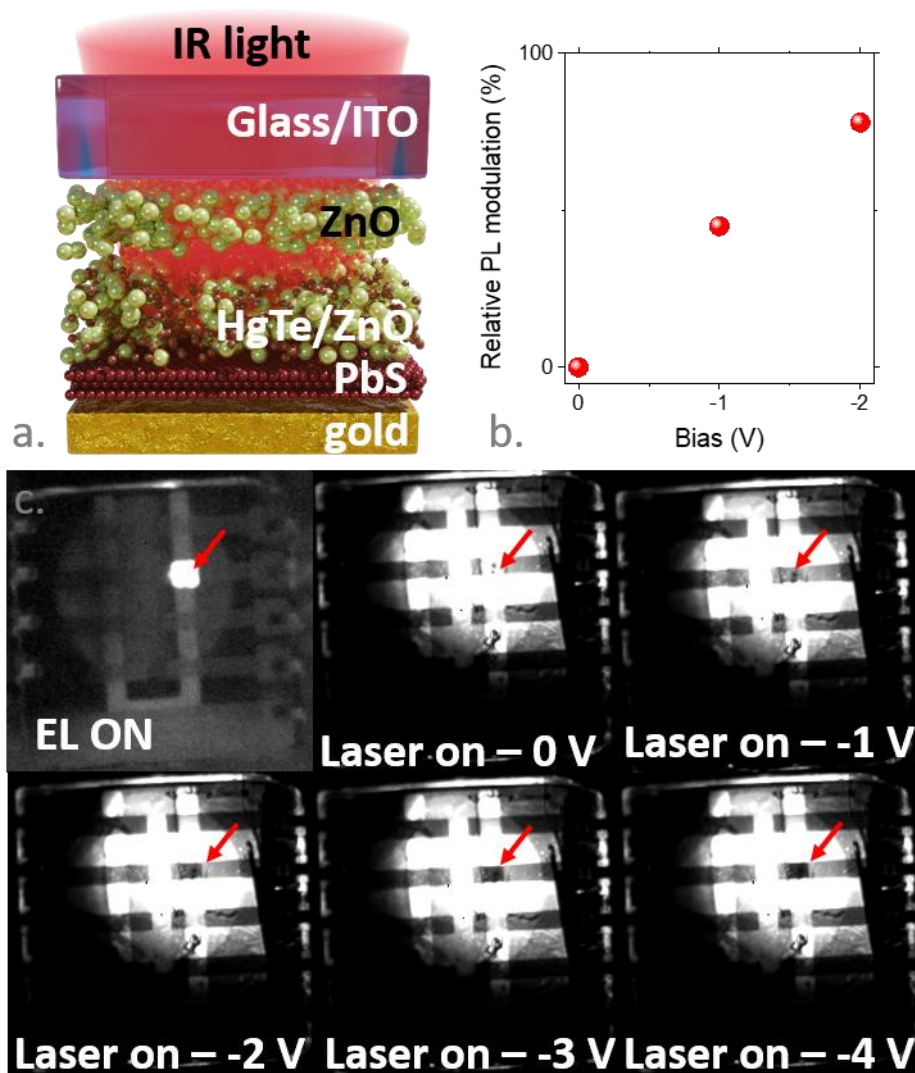 IR light
Glass/ITO
ZnO
HgTe/ZnO
PbS
gold
a.
b.
Relative PL modulation (%)
100
0
0
-1
-2
Bias (V)
c.
EL ON
Laser on – 0 V
Laser on – -1 V
Laser on – -2 V
Laser on – -3 V
Laser on – -4 V